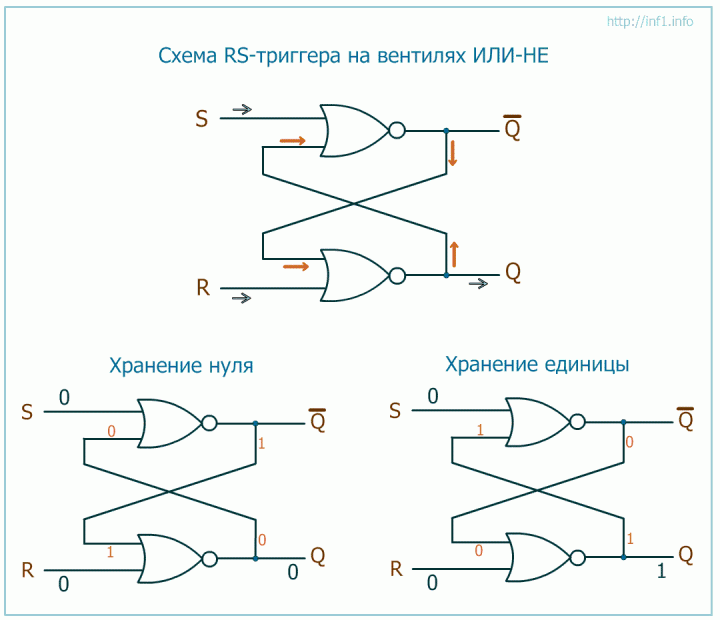 http://inf1.info
Схема RS-триггера на вентилях ИЛИ-НЕ
S
Q̅
R
Q
Хранение нуля
Хранение единицы
S
0
0
1
Q̅
1
0
R
0
0
Q
S
0
1
0
Q̅
0
1
R
0
1
Q